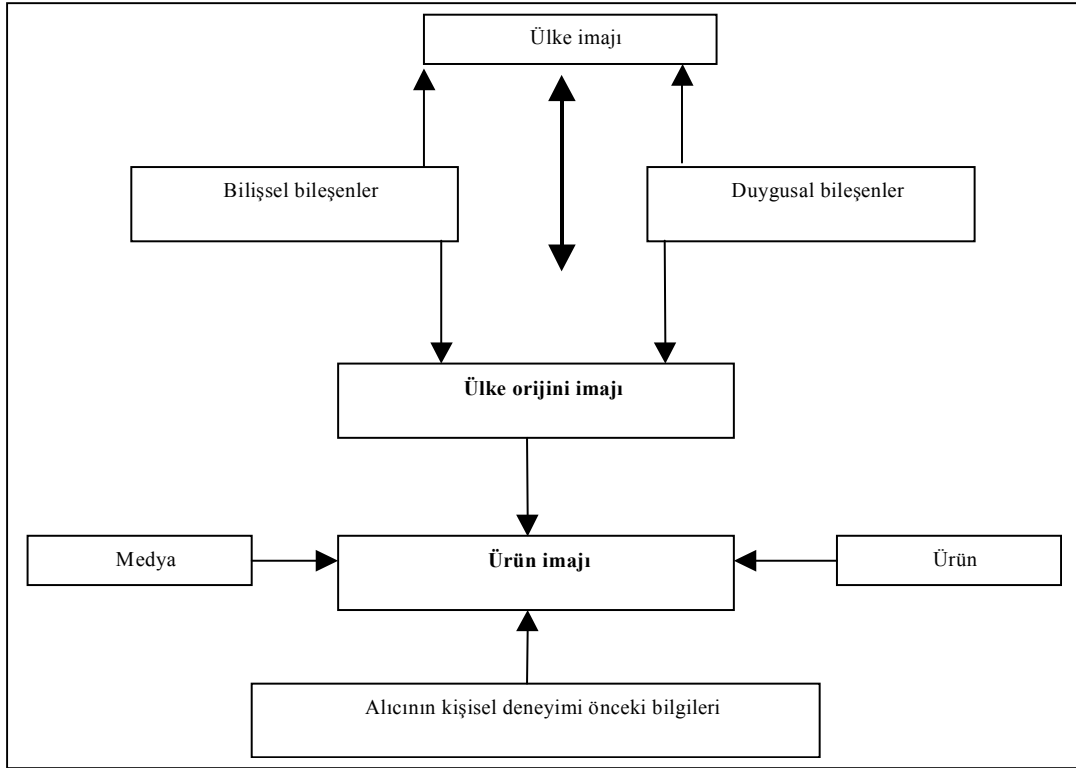 Ülke imajı
Bilişsel bileşenler
Duygusal bileşenler
Ülke orijini imajı
Medya
Ürün imajı
Ürün
Alıcının kişisel deneyimi önceki bilgileri